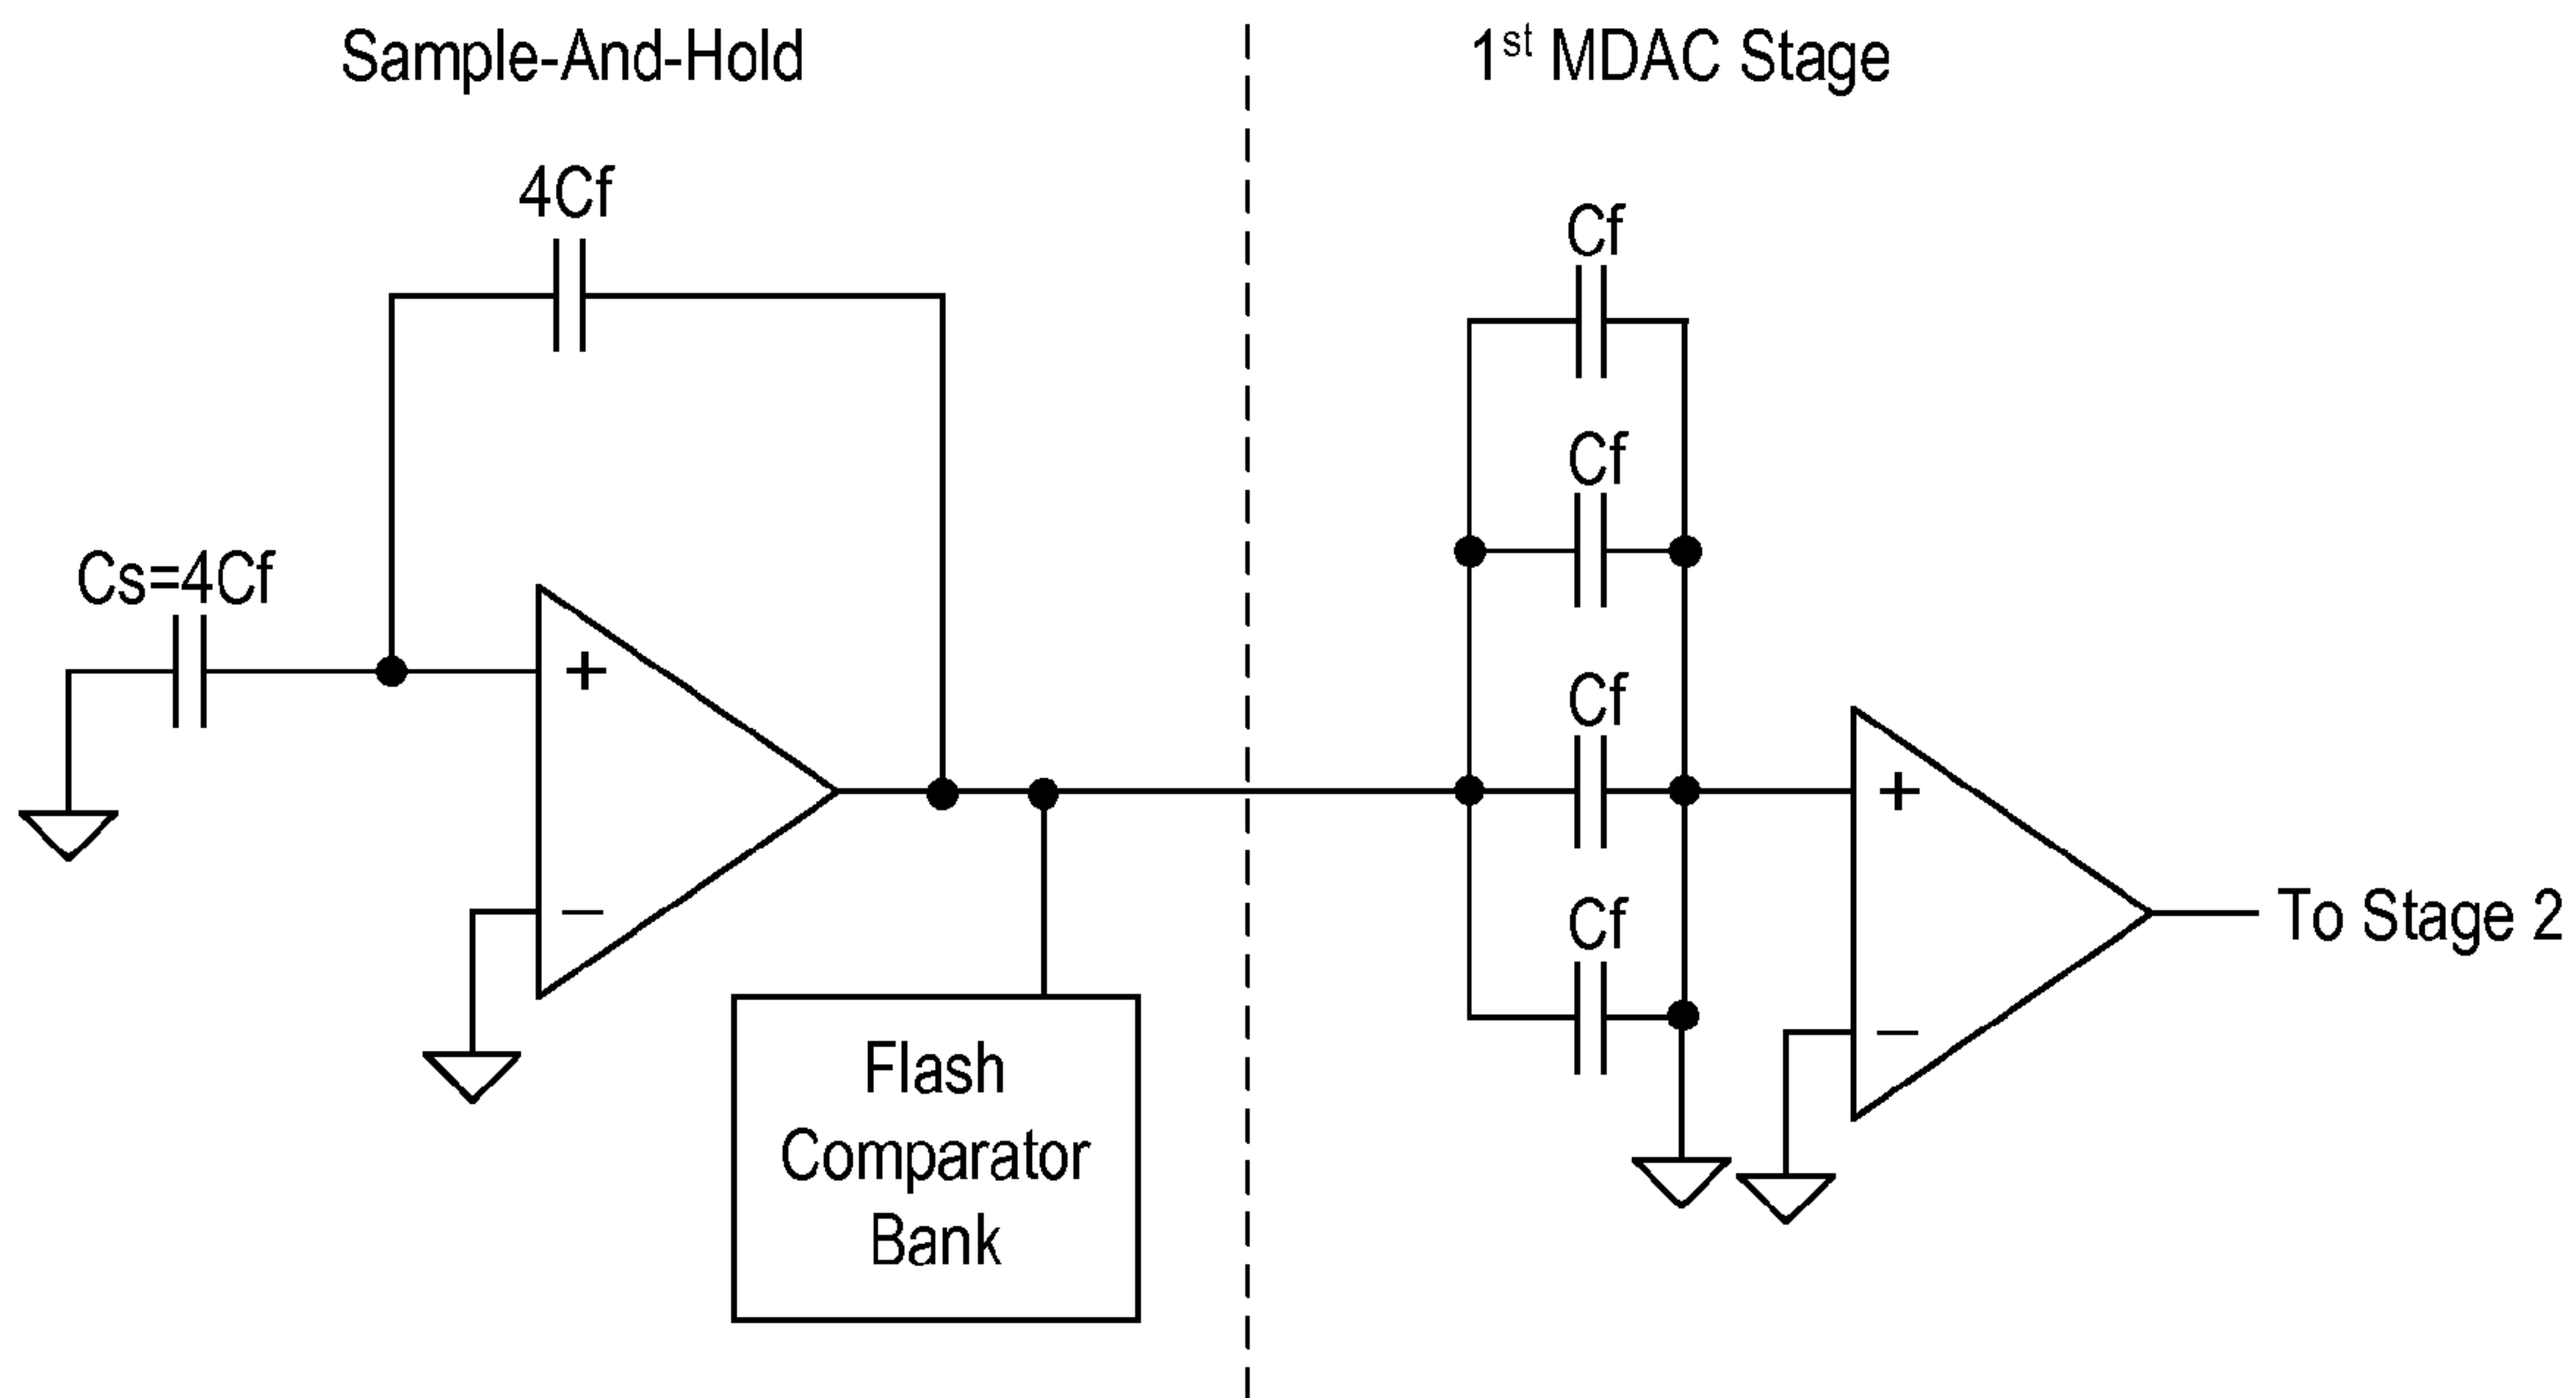 Sample-And-Hold
1st MDAC Stage
4Cf
Cs=4Cf
+
–
Flash
Comparator
Bank
Cf
Cf
Cf
Cf
+
–
To Stage 2